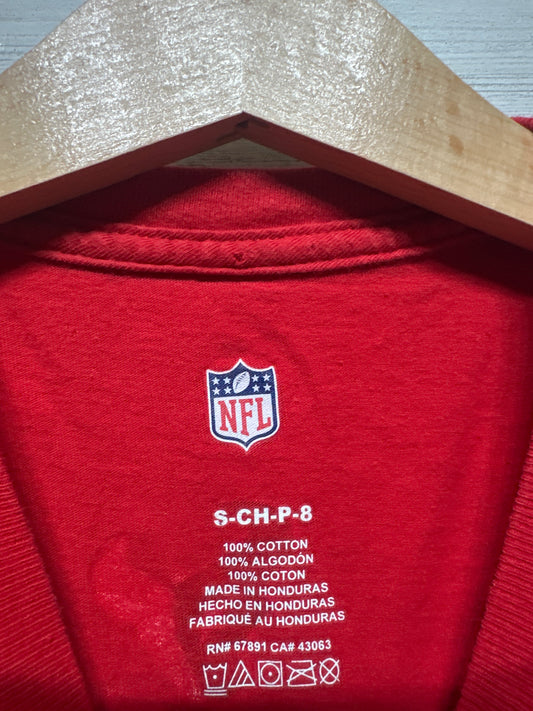 NFL
S-CH-P-8
100% COTTON
100% ALGODÓN
100% COTON
MADE IN HONDURAS
HECHO EN HONDURAS
FABRIQUÉ AU HONDURAS
RN# 67891 CA# 43063